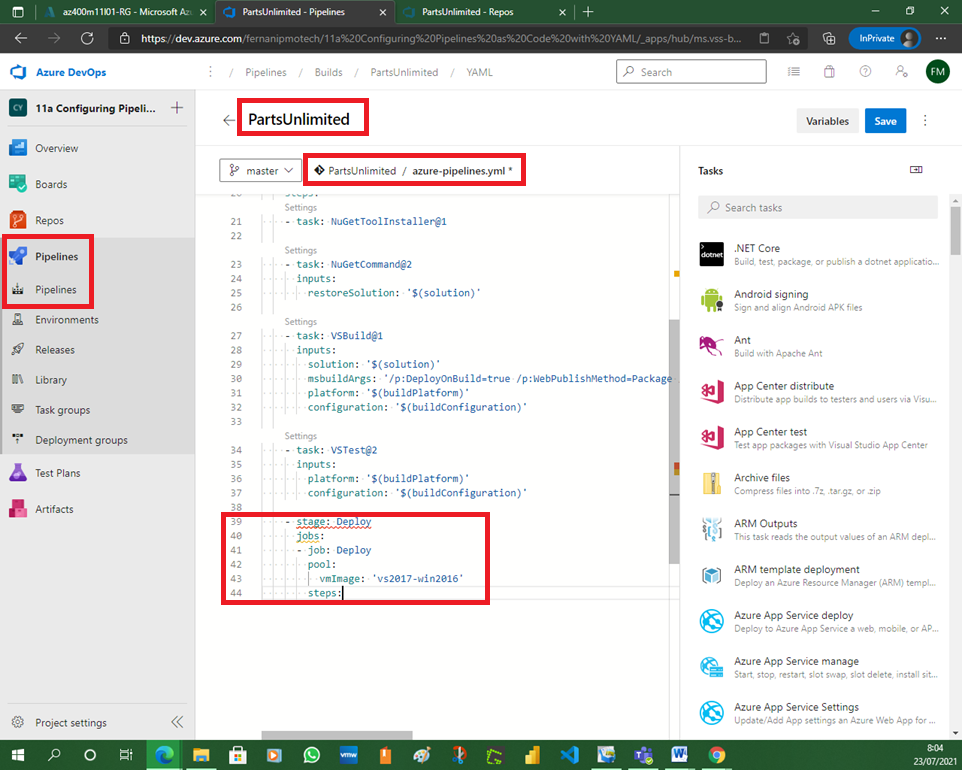 az400m11l01-RG - Microsoft Az
PartsUnlimited - Pipelines
PartsUnlimited - Repos
https://dev.azure.com/fernanipmotech/11a%20Configuring%20Pipelines%20as%20Code%20with%20YAML/_apps/hub/ms.vss-b...
InPrivate
Azure DevOps
/ Pipelines / Builds / PartsUnlimited / YAML
Search
FM
CY 11a Configuring Pipeli...
Overview
Boards
Repos
Pipelines
Pipelines
Environments
Releases
Library
Task groups
Deployment groups
Test Plans
Artifacts
Project settings
PartsUnlimited
Variables
Save
master
PartsUnlimited / azure-pipelines.yml *
20 steps:
Settings
21 - task: NuGetToolInstaller@1
22
Settings
23 - task: NuGetCommand@2
24 inputs:
25 restoreSolution: '$(solution)'
26
Settings
27 - task: VSBuild@1
28 inputs:
29 solution: '$(solution)'
30 msbuildArgs: '/p:DeployOnBuild=true /p:WebPublishMethod=Package
31 platform: '$(buildPlatform)'
32 configuration: '$(buildConfiguration)'
33
Settings
34 - task: VSTest@2
35 inputs:
36 platform: '$(buildPlatform)'
37 configuration: '$(buildConfiguration)'
38
39 - stage: Deploy
40 jobs:
41 - job: Deploy
42 pool:
43 vmImage: 'vs2017-win2016'
44 steps:
Tasks
Search tasks
dotnet
.NET Core
Build, test, package, or publish a dotnet applicatio...
Android signing
Sign and align Android APK files
Ant
Build with Apache Ant
App Center distribute
Distribute app builds to testers and users via Visu...
App Center test
Test app packages with Visual Studio App Center
Archive files
Compress files into .7z, .tar.gz, or .zip
ARM Outputs
This task reads the output values of an ARM depl...
ARM template deployment
Deploy an Azure Resource Manager (ARM) templ...
Azure App Service deploy
Deploy to Azure App Service a web, mobile, or AP...
Azure App Service manage
Start, stop, restart, slot swap, slot delete, install sit...
Azure App Service Settings
Update/Add App settings an Azure Web App for ...
vmw
8:04
23/07/2021